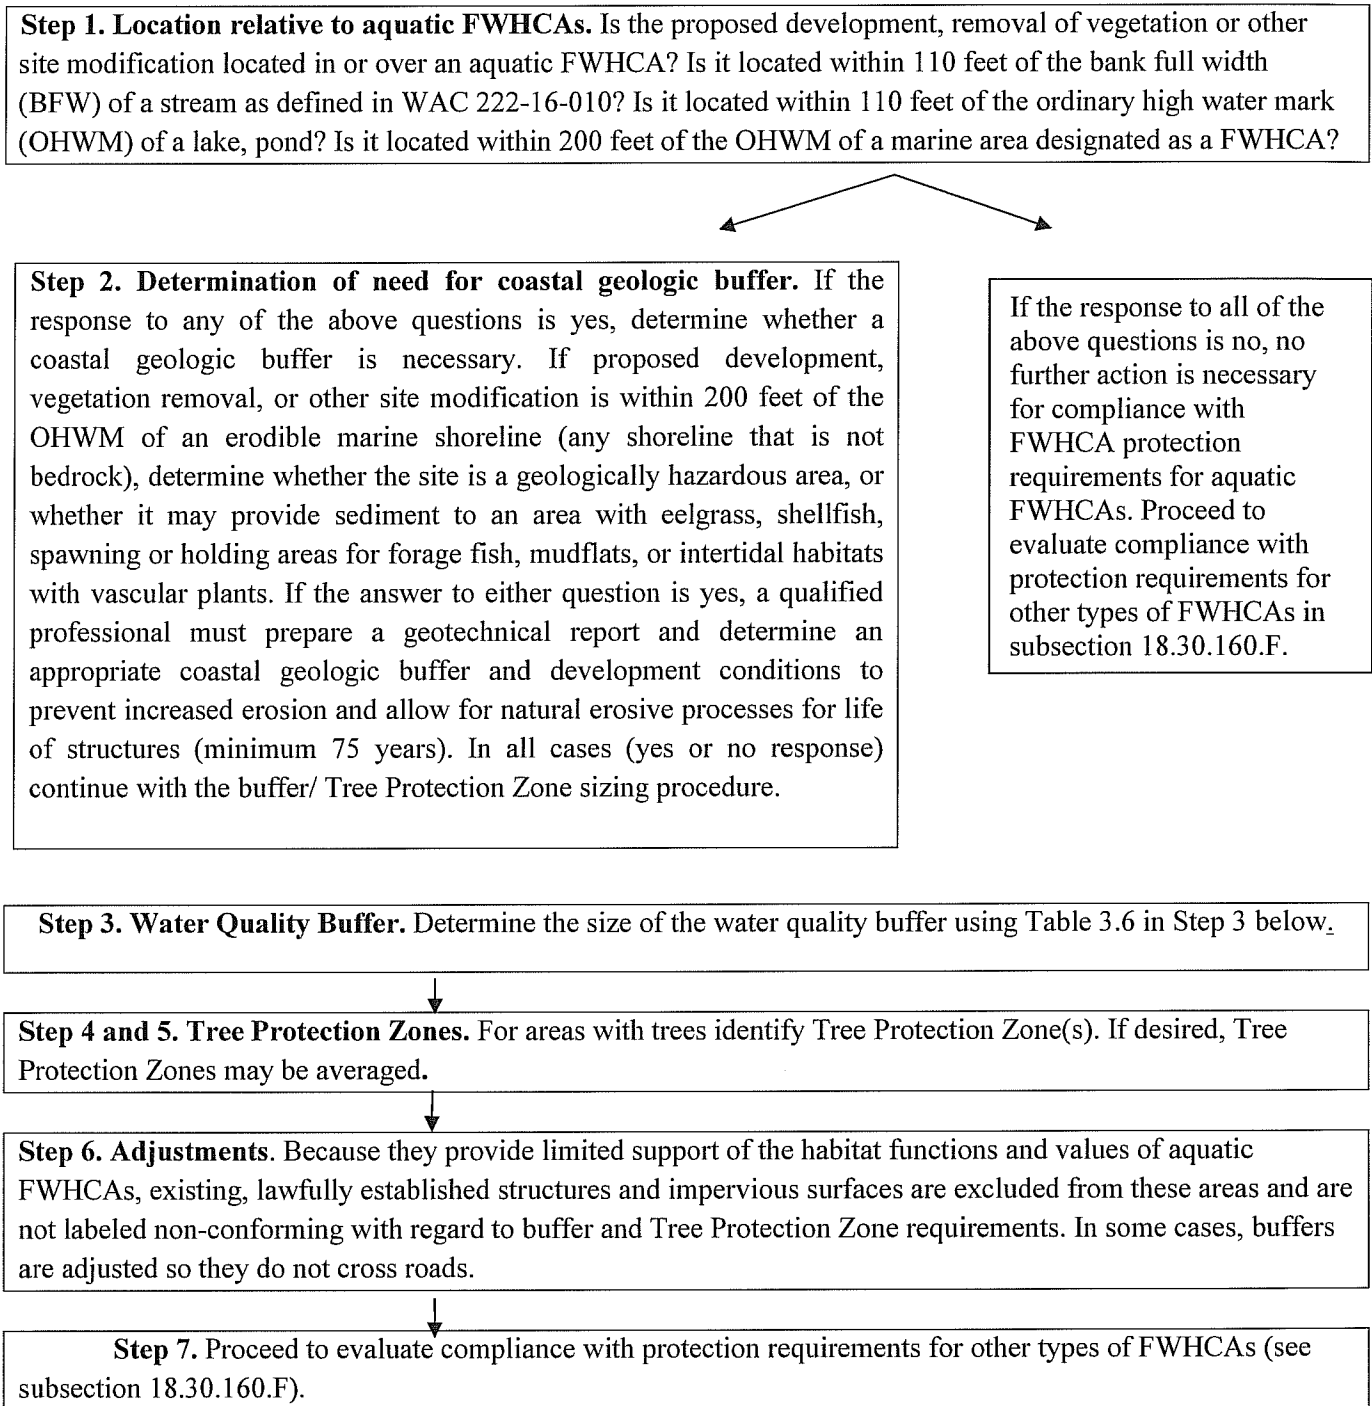 Step 1. Location relative to aquatic FWHCAs. Is the proposed development, removal of vegetation or other
site modification located in or over an aquatic FWHCA? Is it located within 110 feet of the bank full width
(BFW) of a stream as defined in WAC 222-16-010? Is it located within 110 feet of the ordinary high water mark
(OHWM) of a lake, pond? Is it located within 200 feet of the OHWM of a marine area designated as a FWHCA?
Step 2. Determination of need for coastal geologic buffer. If the
response to any of the above questions is yes, determine whether a
coastal geologic buffer is necessary. If proposed development,
vegetation removal, or other site modification is within 200 feet of the
OHWM of an erodible marine shoreline (any shoreline that is not
bedrock), determine whether the site is a geologically hazardous area, or
whether it may provide sediment to an area with eelgrass, shellfish,
spawning or holding areas for forage fish, mudflats, or intertidal habitats
with vascular plants. If the answer to either question is yes, a qualified
professional must prepare a geotechnical report and determine an
appropriate coastal geologic buffer and development conditions to
prevent increased erosion and allow for natural erosive processes for life
of structures (minimum 75 years). In all cases (yes or no response)
continue with the buffer/ Tree Protection Zone sizing procedure.
If the response to all of the
above questions is no, no
further action is necessary
for compliance with
FWHCA protection
requirements for aquatic
FWHCAs. Proceed to
evaluate compliance with
protection requirements for
other types of FWHCAs in
subsection 18.30.160.F.
Step 3. Water Quality Buffer. Determine the size of the water quality buffer using Table 3.6 in Step 3 below.
Step 4 and 5. Tree Protection Zones. For areas with trees identify Tree Protection Zone(s). If desired, Tree
Protection Zones may be averaged.
Step 6. Adjustments. Because they provide limited support of the habitat functions and values of aquatic
FWHCAs, existing, lawfully established structures and impervious surfaces are excluded from these areas and are
not labeled non-conforming with regard to buffer and Tree Protection Zone requirements. In some cases, buffers
are adjusted so they do not cross roads.
Step 7. Proceed to evaluate compliance with protection requirements for other types of FWHCAs (see
subsection 18.30.160.F).